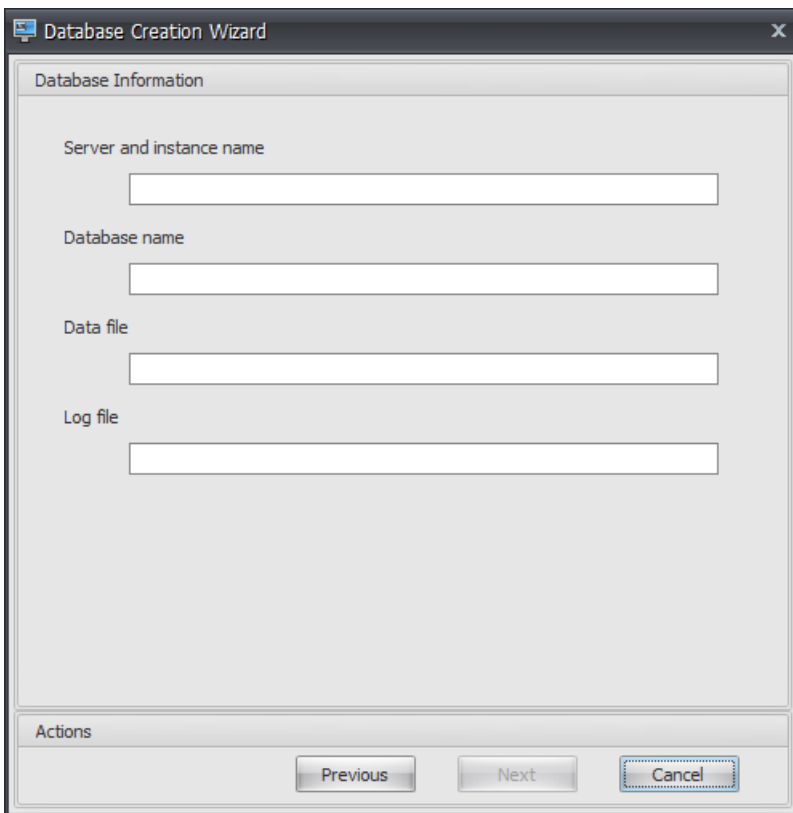 Database Creation Wizard x
Database Information
Server and instance name
Database name
Data file
Log file
Actions
Previous Next Cancel